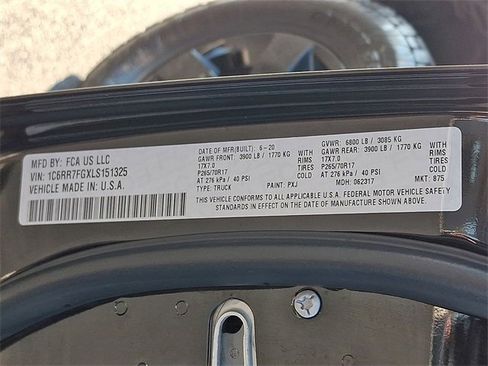 MFD BY: FCA US LLC
VIN: 1C6RR7FGXLS151325
VEHICLE MADE IN: U.S.A.
DATE OF MFR(BUILT): 6-20
GAWR FRONT: 3900 LB / 1770 KG
17X7.0 RIMS
P265/70R17 TIRES
AT 276 kPa / 40 PSI COLD
TYPE: TRUCK PAINT: PXJ
GVWR: 6800 LB / 3085 KG
GAWR REAR: 3900 LB / 1770 KG
17X7.0 RIMS
P265/70R17 TIRES
AT 276 kPa / 40 PSI COLD
MDH: 062317 MKT: 875
THIS VEHICLE CONFORMS TO ALL APPLICABLE FEDERAL MOTOR VEHICLE SAFETY
STANDARDS IN EFFECT ON THE DATE OF MANUFACTURE SHOWN ABOVE.